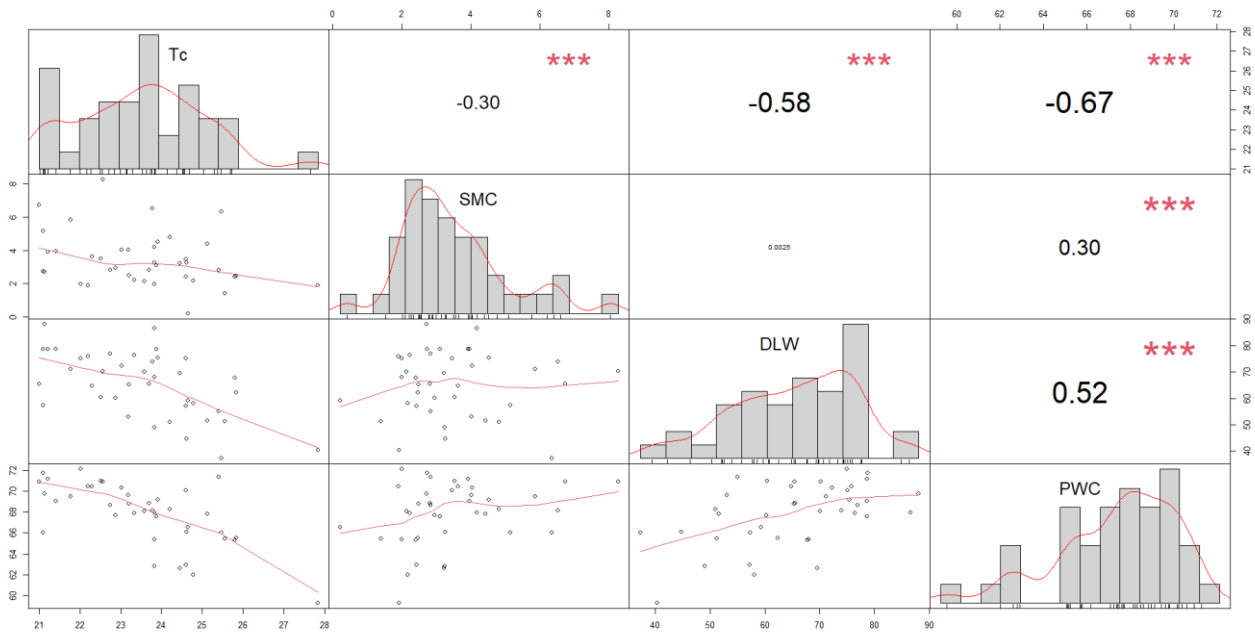 0 2 4 6 8 60 62 64 66 68 70 72
Tc *** *** ***
-0.30 -0.58 -0.67
21 22 23 24 25 26 27 28
0 2 4 6 8
SMC ***
0.0025 0.30
DLW ***
0.52
40 50 60 70 80 90
60 62 64 66 68 70 72
PWC
21 22 23 24 25 26 27 28 40 50 60 70 80 90